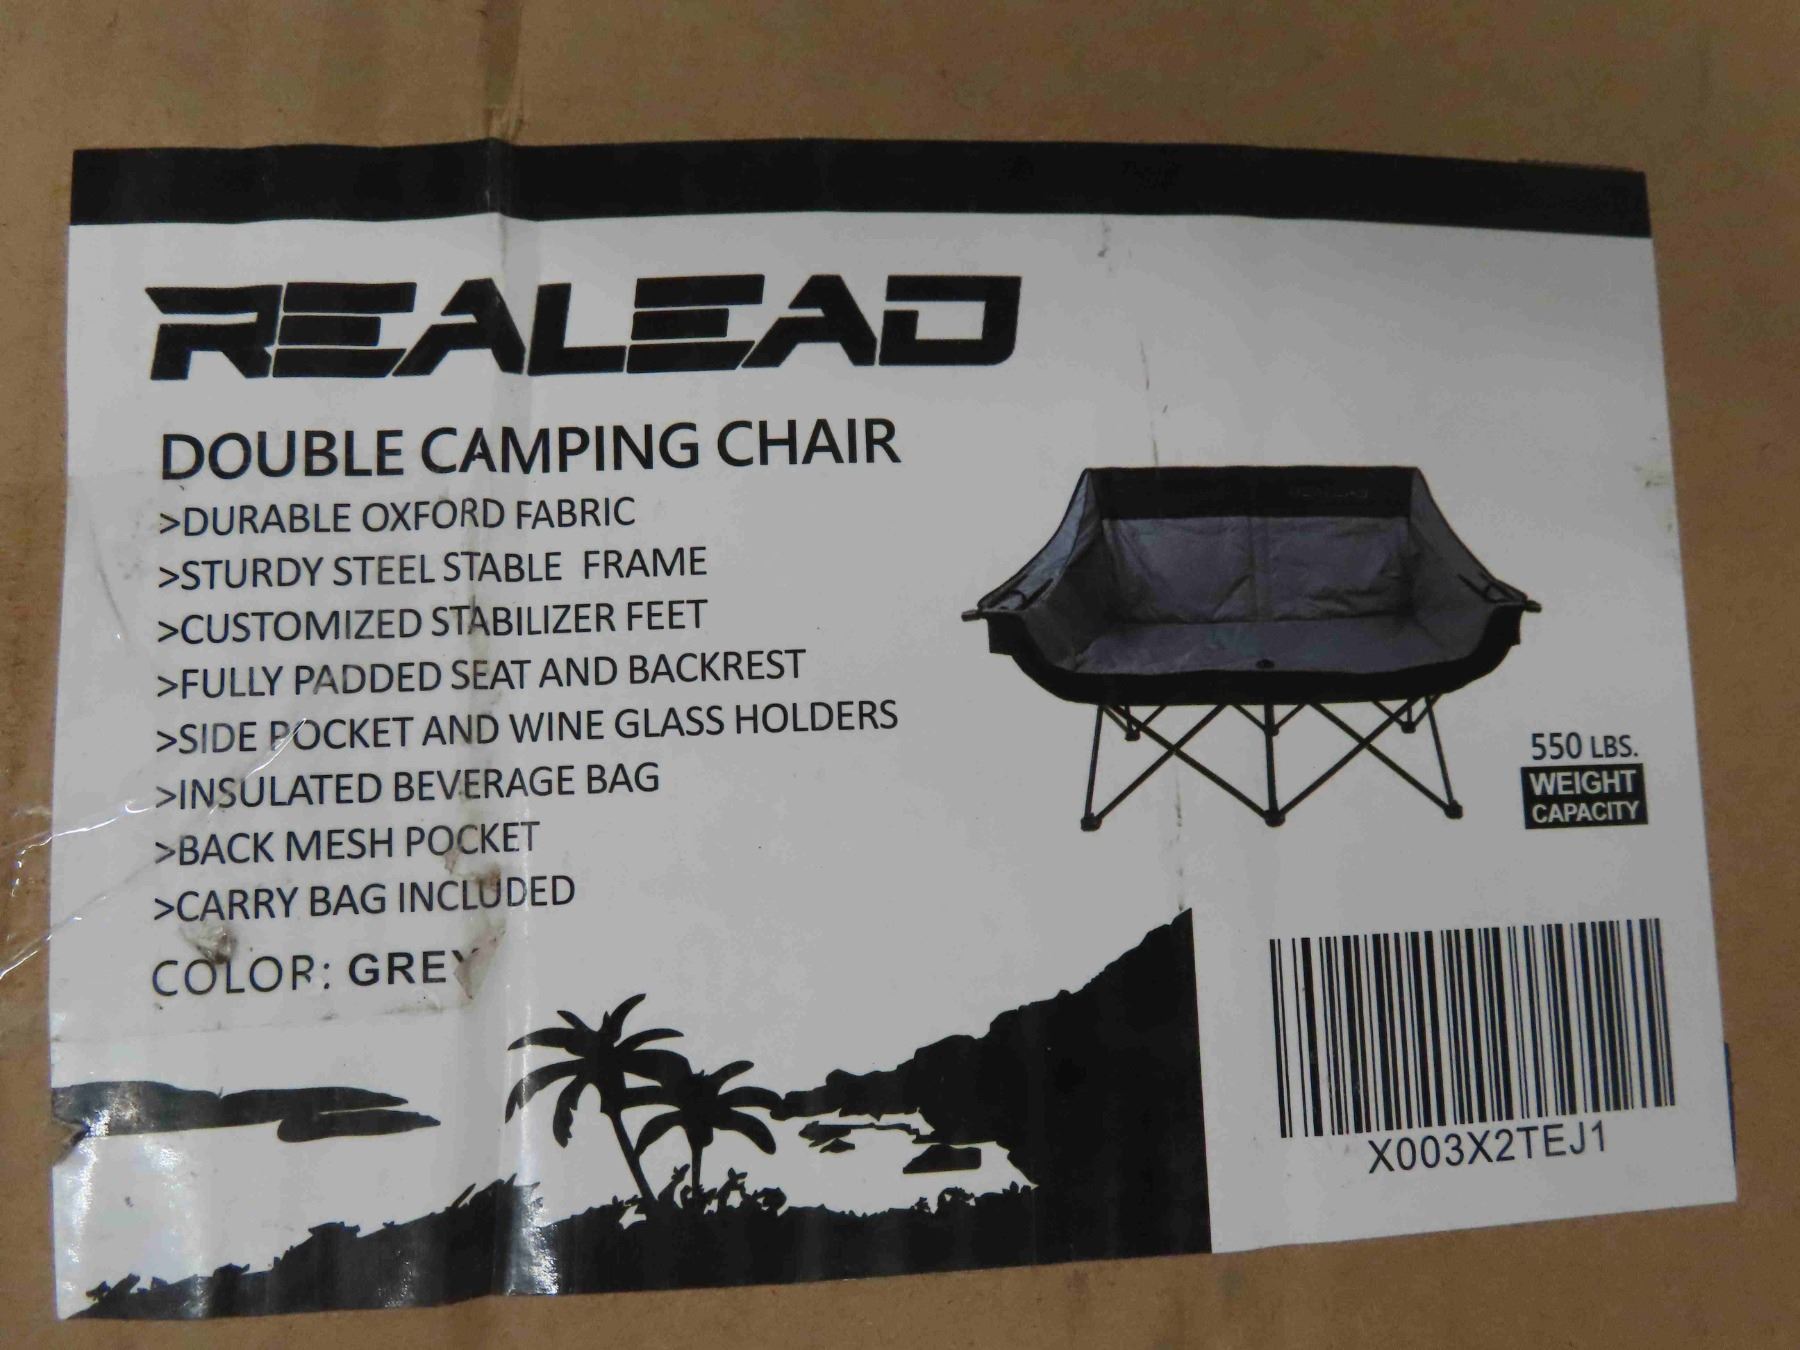 REALEAD
DOUBLE CAMPING CHAIR
>DURABLE OXFORD FABRIC
>STURDY STEEL STABLE FRAME
>CUSTOMIZED STABILIZER FEET
>FULLY PADDED SEAT AND BACKREST
>SIDE POCKET AND WINE GLASS HOLDERS
>INSULATED BEVERAGE BAG
>BACK MESH POCKET
>CARRY BAG INCLUDED
COLOR: GREY
REALEAD
550 LBS.
WEIGHT
CAPACITY
X003X2TEJ1